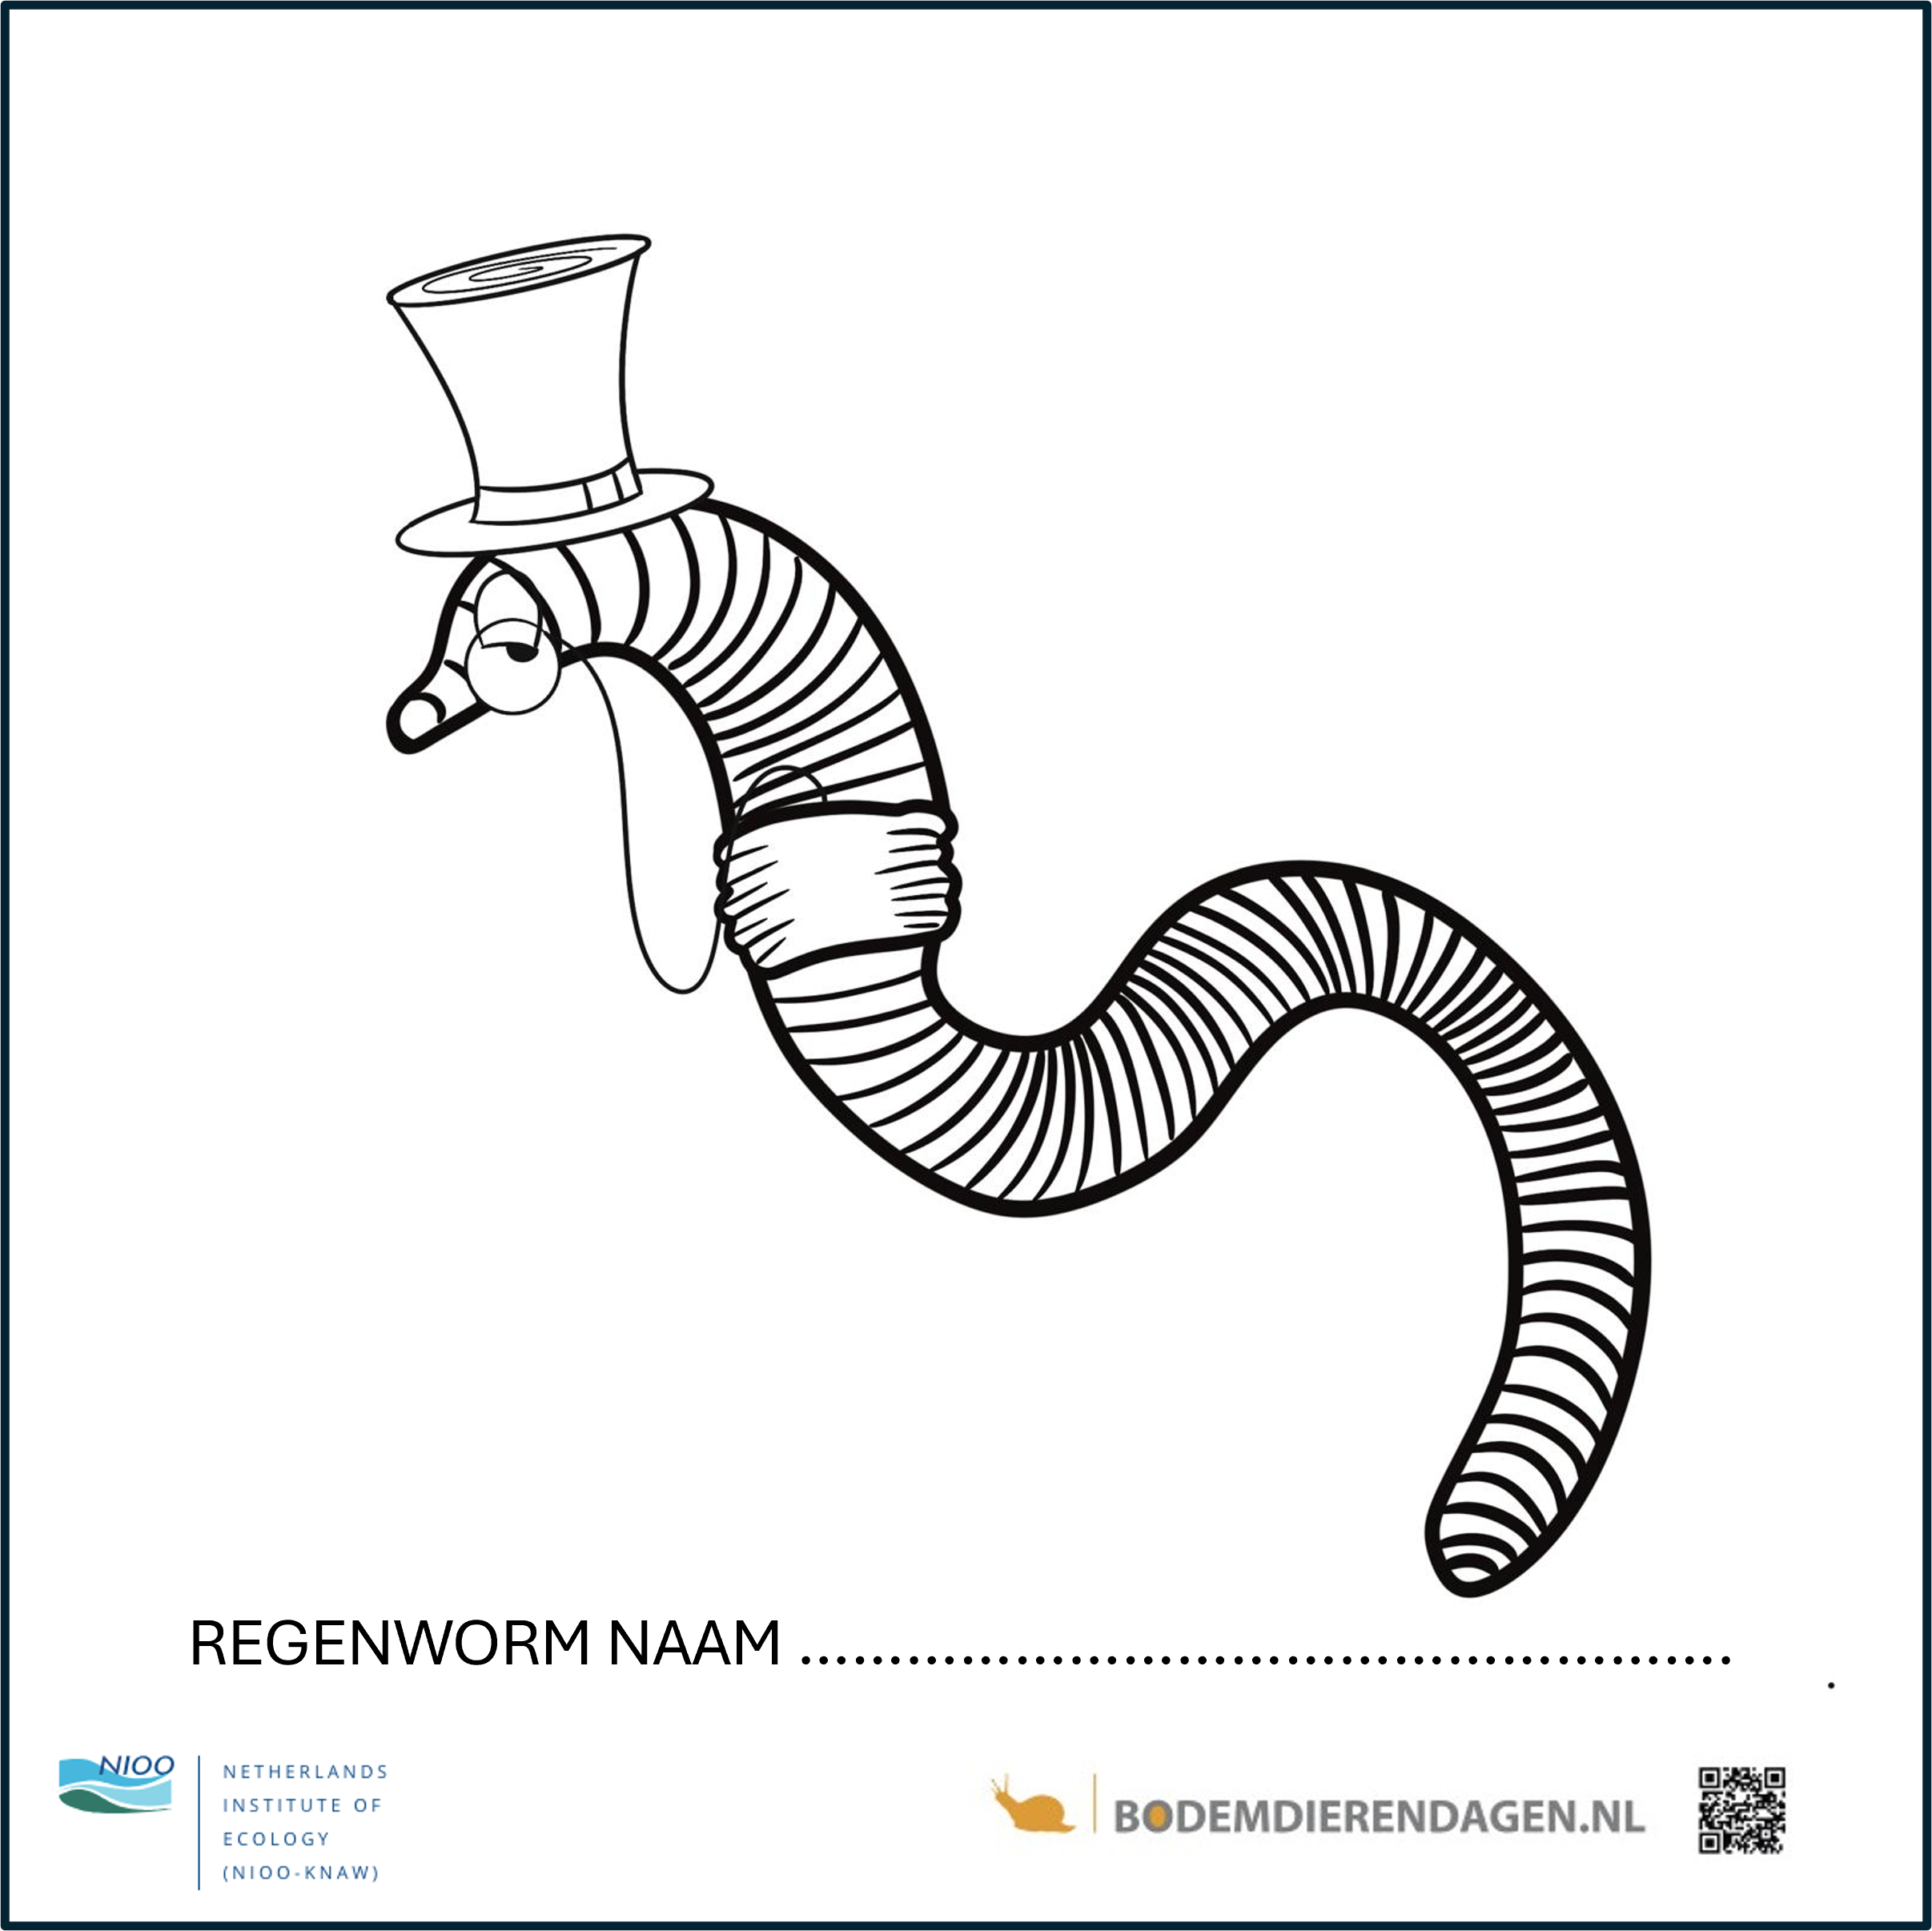 REGENWORM NAAM ......................................................
NIOO
NETHERLANDS
INSTITUTE OF
ECOLOGY
(NIOO-KNAW)
BODEMDIERENDAGEN.NL